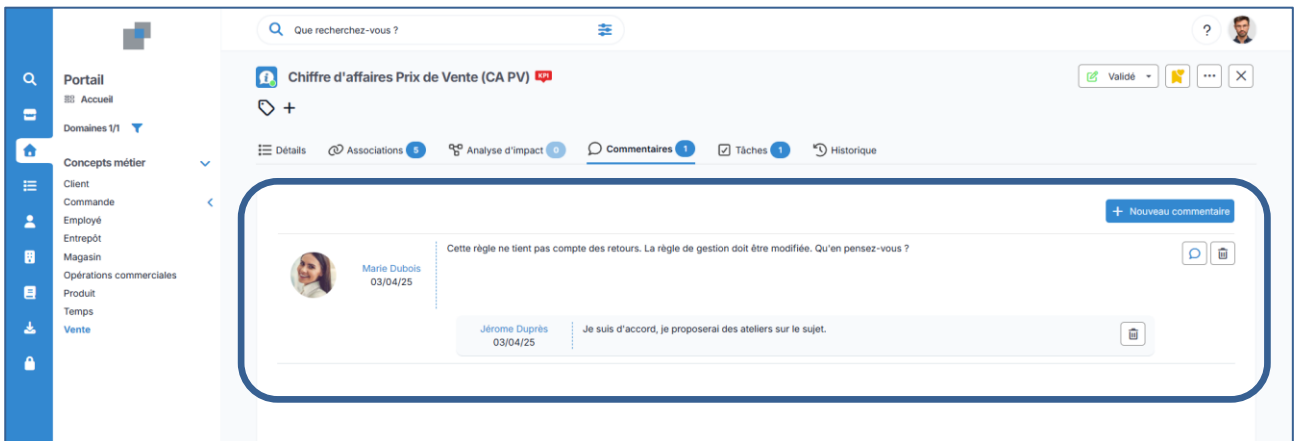 Que recherchez-vous ?
?
Portail
Accueil
Domaines 1/1
Concepts métier
Client
Commande
Employé
Entrepôt
Magasin
Opérations commerciales
Produit
Temps
Vente
Chiffre d'affaires Prix de Vente (CA PV) KPI
Validé
Détails Associations 5 Analyse d'impact 0 Commentaires 1 Tâches 1 Historique
+ Nouveau commentaire
Marie Dubois
03/04/25
Cette règle ne tient pas compte des retours. La règle de gestion doit être modifiée. Qu'en pensez-vous ?
Jérome Duprès
03/04/25
Je suis d'accord, je proposerai des ateliers sur le sujet.